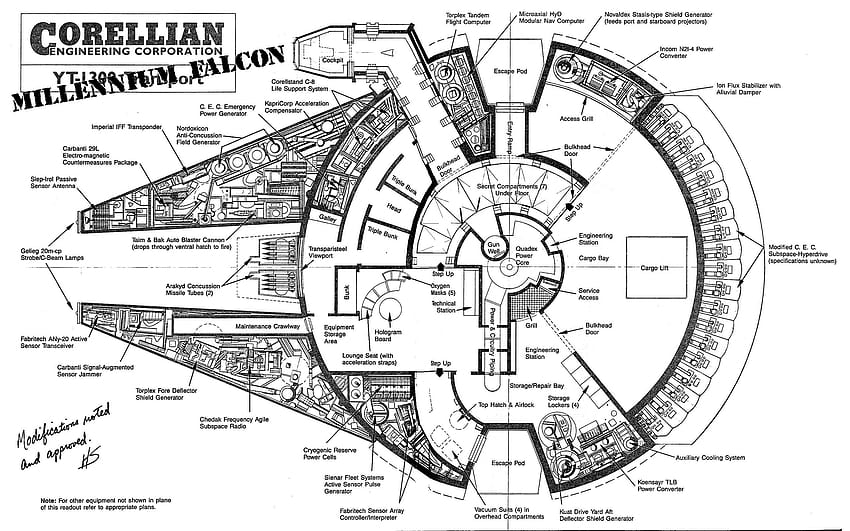 CORELLIAN
ENGINEERING CORPORATION
YT-1300 Transport
MILLENNIUM FALCON
Cockpit
Corellstand C-8
Life Support System
KapriCorp Acceleration
Compensator
C. E. C. Emergency
Power Generator
Nordoxicon
Anti-Concussion
Field Generator
Imperial IFF Transponder
Carbanti 29L
Electro-magnetic
Countermeasures Package
Siep-Irol Passive
Sensor Antenna
Gelieg 20m-cp
Strobe/C-Beam Lamps
Taim & Bak Auto Blaster Cannon
(drops through ventral hatch to fire)
Arakyd Concussion
Missile Tubes (2)
Transparisteel
Viewport
Galley
Torplex Tandem
Flight Computer
Microaxial HyD
Modular Nav Computer
Novaldex Stasis-type Shield Generator
(feeds port and starboard projectors)
Incom N2I-4 Power
Converter
Ion Flux Stabilizer with
Alluvial Damper
Escape Pod
Access Grill
Entry Ramp
Bulkhead
Door
Bulkhead
Door
Step Up
Secret Compartments (7)
Under Floor
Triple Bunk
Head
Triple Bunk
Gun
Well
Quadex
Power
Core
Engineering
Station
Cargo Bay
Cargo Lift
Modified C. E. C.
Subspace-Hyperdrive
(specifications unknown)
Step Up
Oxygen
Masks (5)
Technical
Station
Service
Access
Grill
Power & Circuitry Piping
Bulkhead
Door
Engineering
Station
Bunk
Hologram
Board
Equipment
Storage
Area
Lounge Seat (with
acceleration straps)
Maintenance Crawlway
Step Up
Storage/Repair Bay
Storage
Lockers (4)
Top Hatch & Airlock
Fabritech ANy-20 Active
Sensor Transceiver
Carbanti Signal-Augmented
Sensor Jammer
Torplex Fore Deflector
Shield Generator
Chedak Frequency Agile
Subspace Radio
Cryogenic Reserve
Power Cells
Sienar Fleet Systems
Active Sensor Pulse
Generator
Fabritech Sensor Array
Controller/Interpreter
Vacuum Suits (4) in
Overhead Compartments
Escape Pod
Kuat Drive Yard Aft
Deflector Shield Generator
Koensayr TLB
Power Converter
Auxiliary Cooling System
Modifications noted
and approved.
HS
Note: For other equipment not shown in plane
of this readout refer to appropriate plans.